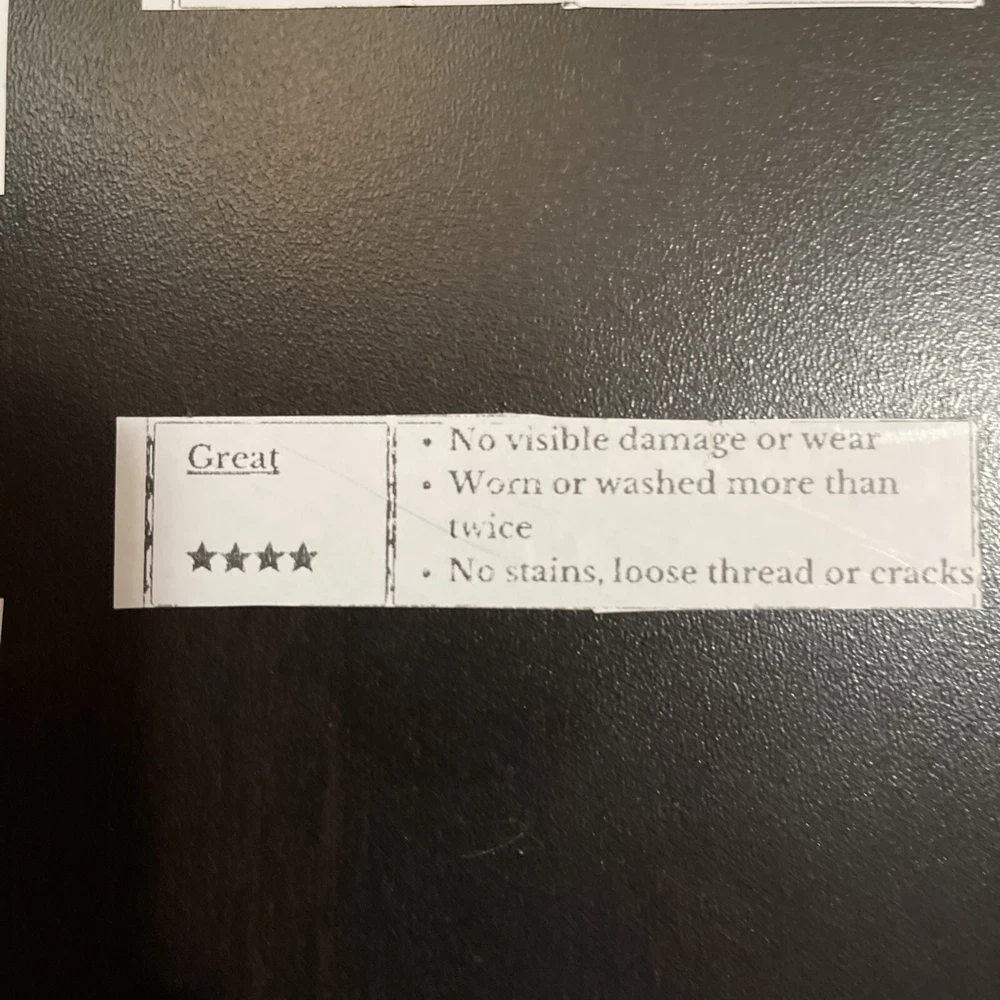 Great
★★★★
• No visible damage or wear
• Worn or washed more than
twice
• No stains, loose thread or cracks